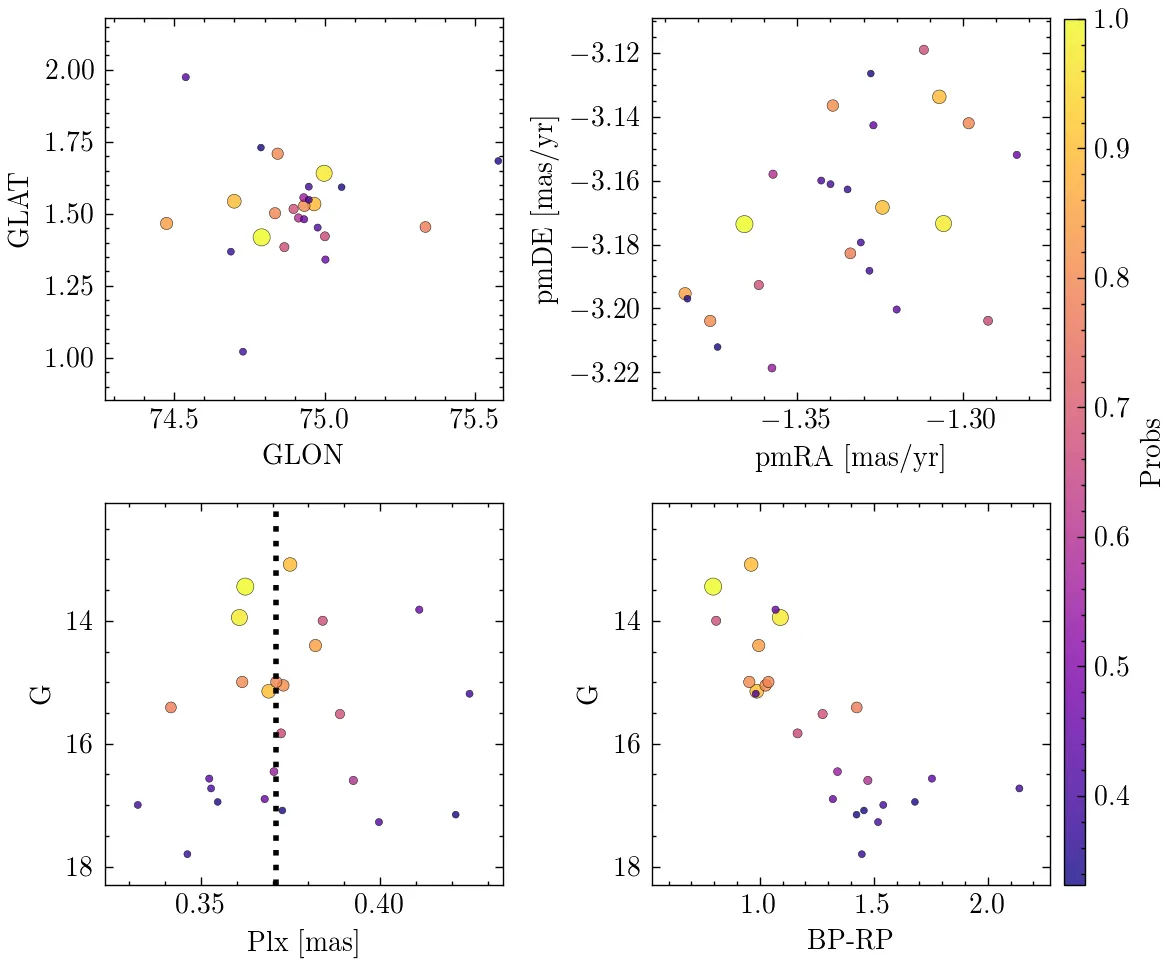 2.00
1.75
1.50
1.25
1.00
GLAT
74.5 75.0 75.5
GLON
−3.12
−3.14
−3.16
−3.18
−3.20
−3.22
pmDE [mas/yr]
−1.35 −1.30
pmRA [mas/yr]
1.0
0.9
0.8
0.7
0.6
0.5
0.4
Probs
14
16
18
G
0.35 0.40
Plx [mas]
14
16
18
G
1.0 1.5 2.0
BP-RP